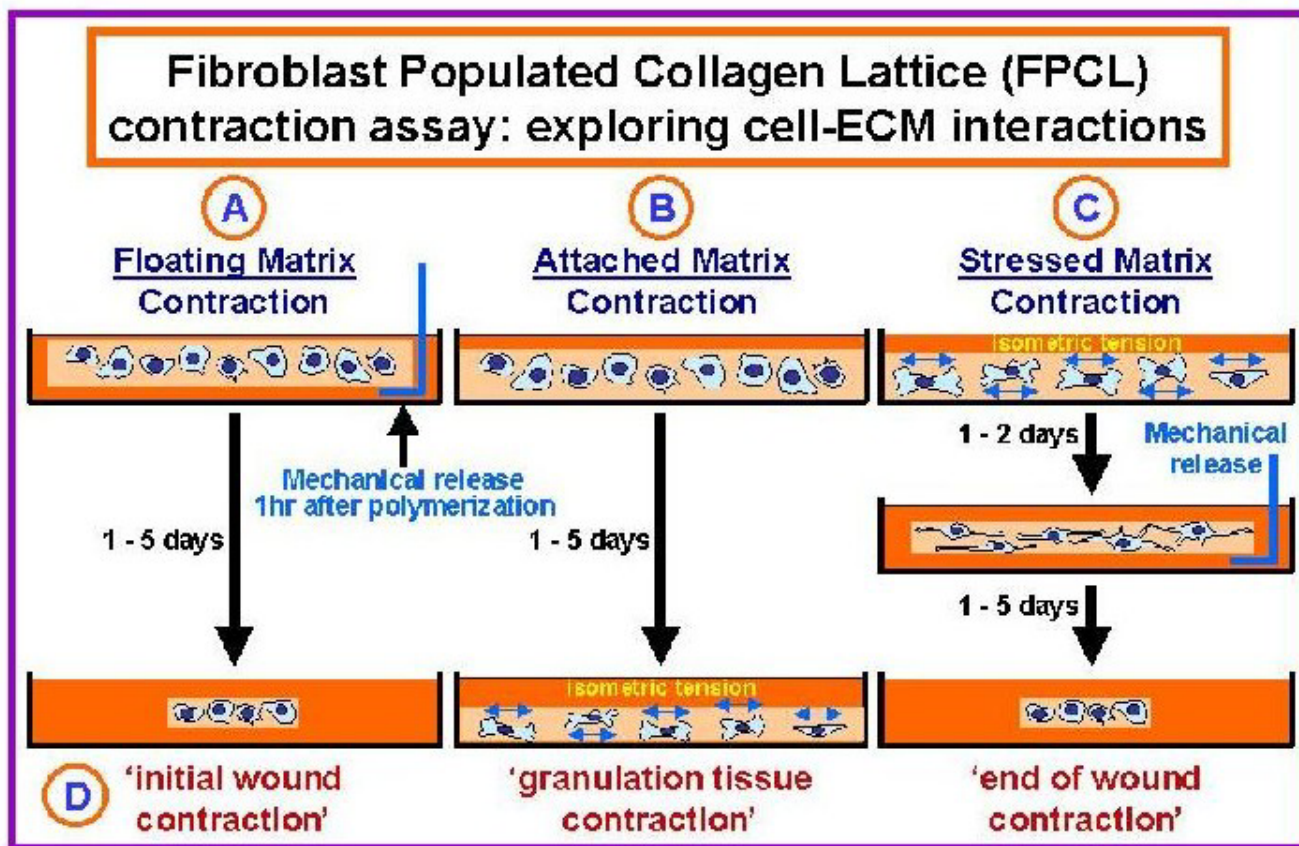 Fibroblast Populated Collagen Lattice (FPCL)
contraction assay: exploring cell-ECM interactions
A
Floating Matrix
Contraction
Mechanical release
1hr after polymerization
1 - 5 days
B
Attached Matrix
Contraction
1 - 5 days
Isometric tension
C
Stressed Matrix
Contraction
Isometric tension
1 - 2 days
Mechanical
release
1 - 5 days
D
‘initial wound
contraction’
‘granulation tissue
contraction’
‘end of wound
contraction’